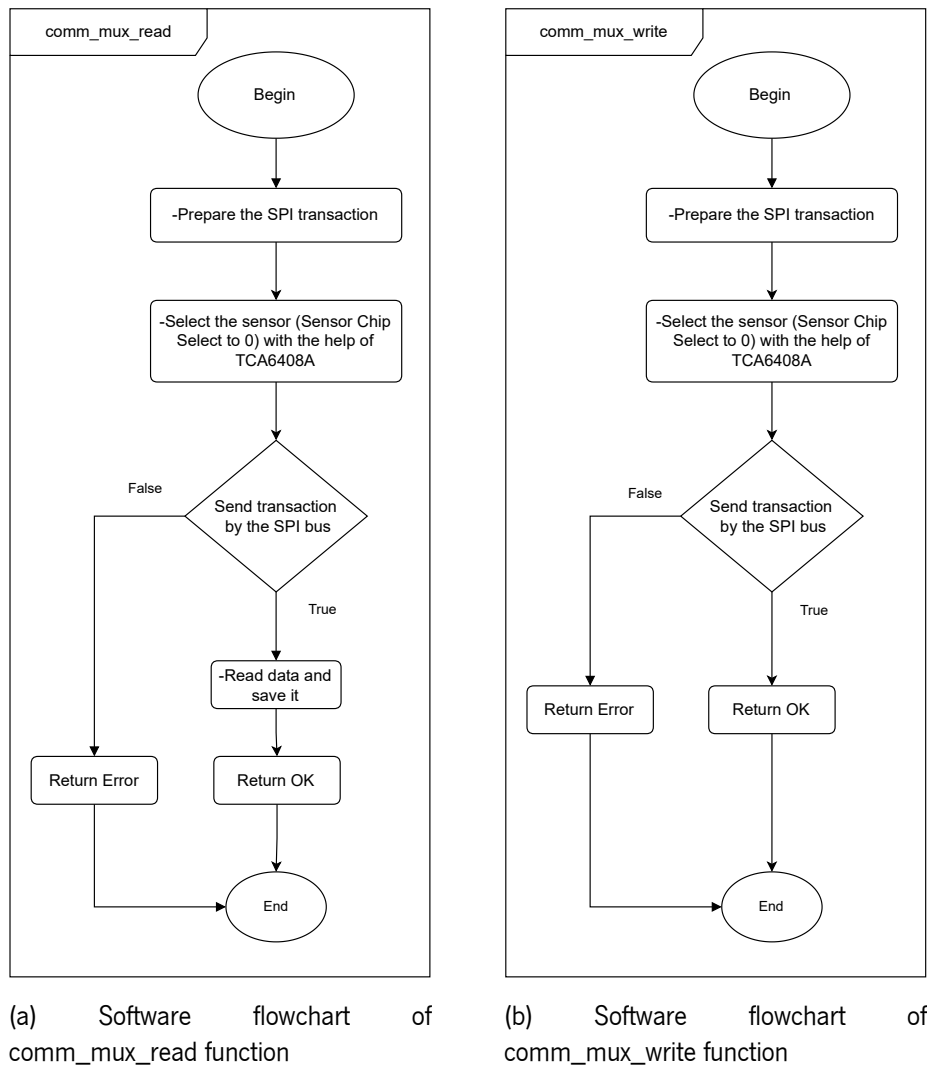 comm_mux_read
Begin
-Prepare the SPI transaction
-Select the sensor (Sensor Chip
Select to 0) with the help of
TCA6408A
False
Send transaction
by the SPI bus
True
-Read data and
save it
Return Error
Return OK
End
(a) Software flowchart of
comm_mux_read function
comm_mux_write
Begin
-Prepare the SPI transaction
-Select the sensor (Sensor Chip
Select to 0) with the help of
TCA6408A
False
Send transaction
by the SPI bus
True
Return Error
Return OK
End
(b) Software flowchart of
comm_mux_write function